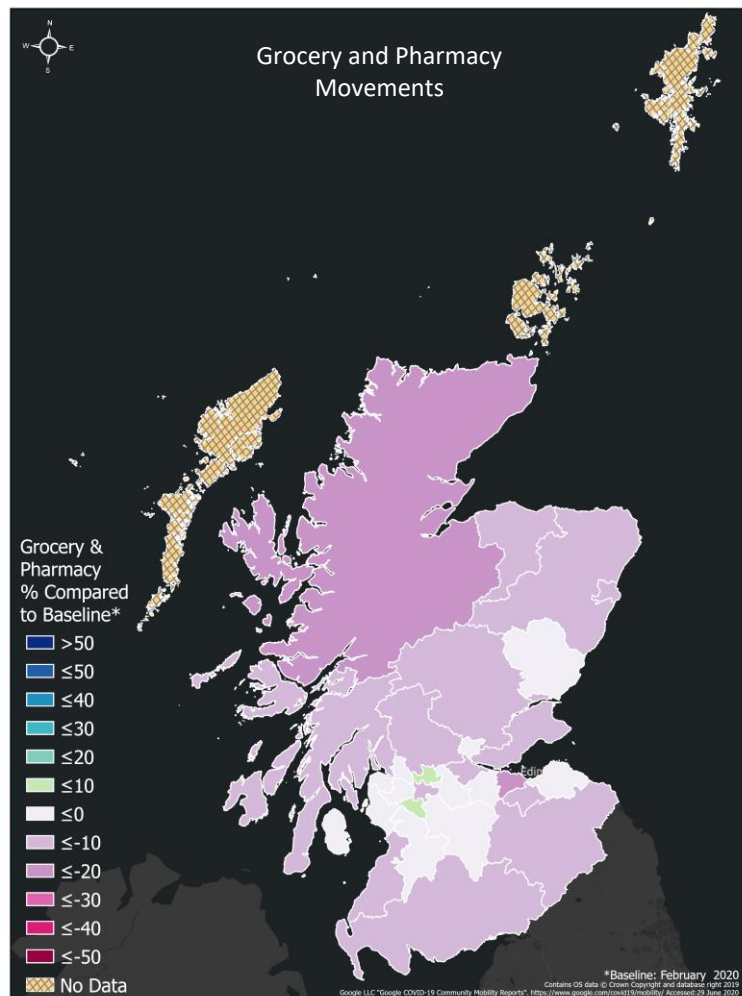 N
W E
S
Grocery and Pharmacy
Movements
Edin
Grocery &
Pharmacy
% Compared
to Baseline*
>50
≤50
≤40
≤30
≤20
≤10
≤0
≤-10
≤-20
≤-30
≤-40
≤-50
No Data
*Baseline: February 2020
Contains OS data © Crown Copyright and database right 2019
Google LLC "Google COVID-19 Community Mobility Reports". https://www.google.com/covid19/mobility/ Accessed:29 June 2020